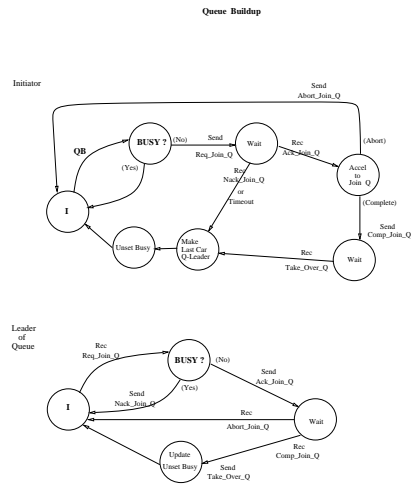 Queue Buildup
Initiator
Send
Abort_Join_Q
BUSY ?
(No)
Send
Req_Join_Q
Wait
Rec
Ack_Join_Q
(Abort)
QB
(Yes)
Rec
Nack_Join_Q
or
Timeout
Accel
to
Join Q
I
(Complete)
Send
Comp_Join_Q
Unset Busy
Make
Last Car
Q-Leader
Rec
Take_Over_Q
Wait
Leader
of
Queue
Rec
Req_Join_Q
BUSY ?
(No)
Send
Ack_Join_Q
(Yes)
Send
Nack_Join_Q
I
Rec
Abort_Join_Q
Wait
Rec
Comp_Join_Q
Update
Unset Busy
Send
Take_Over_Q